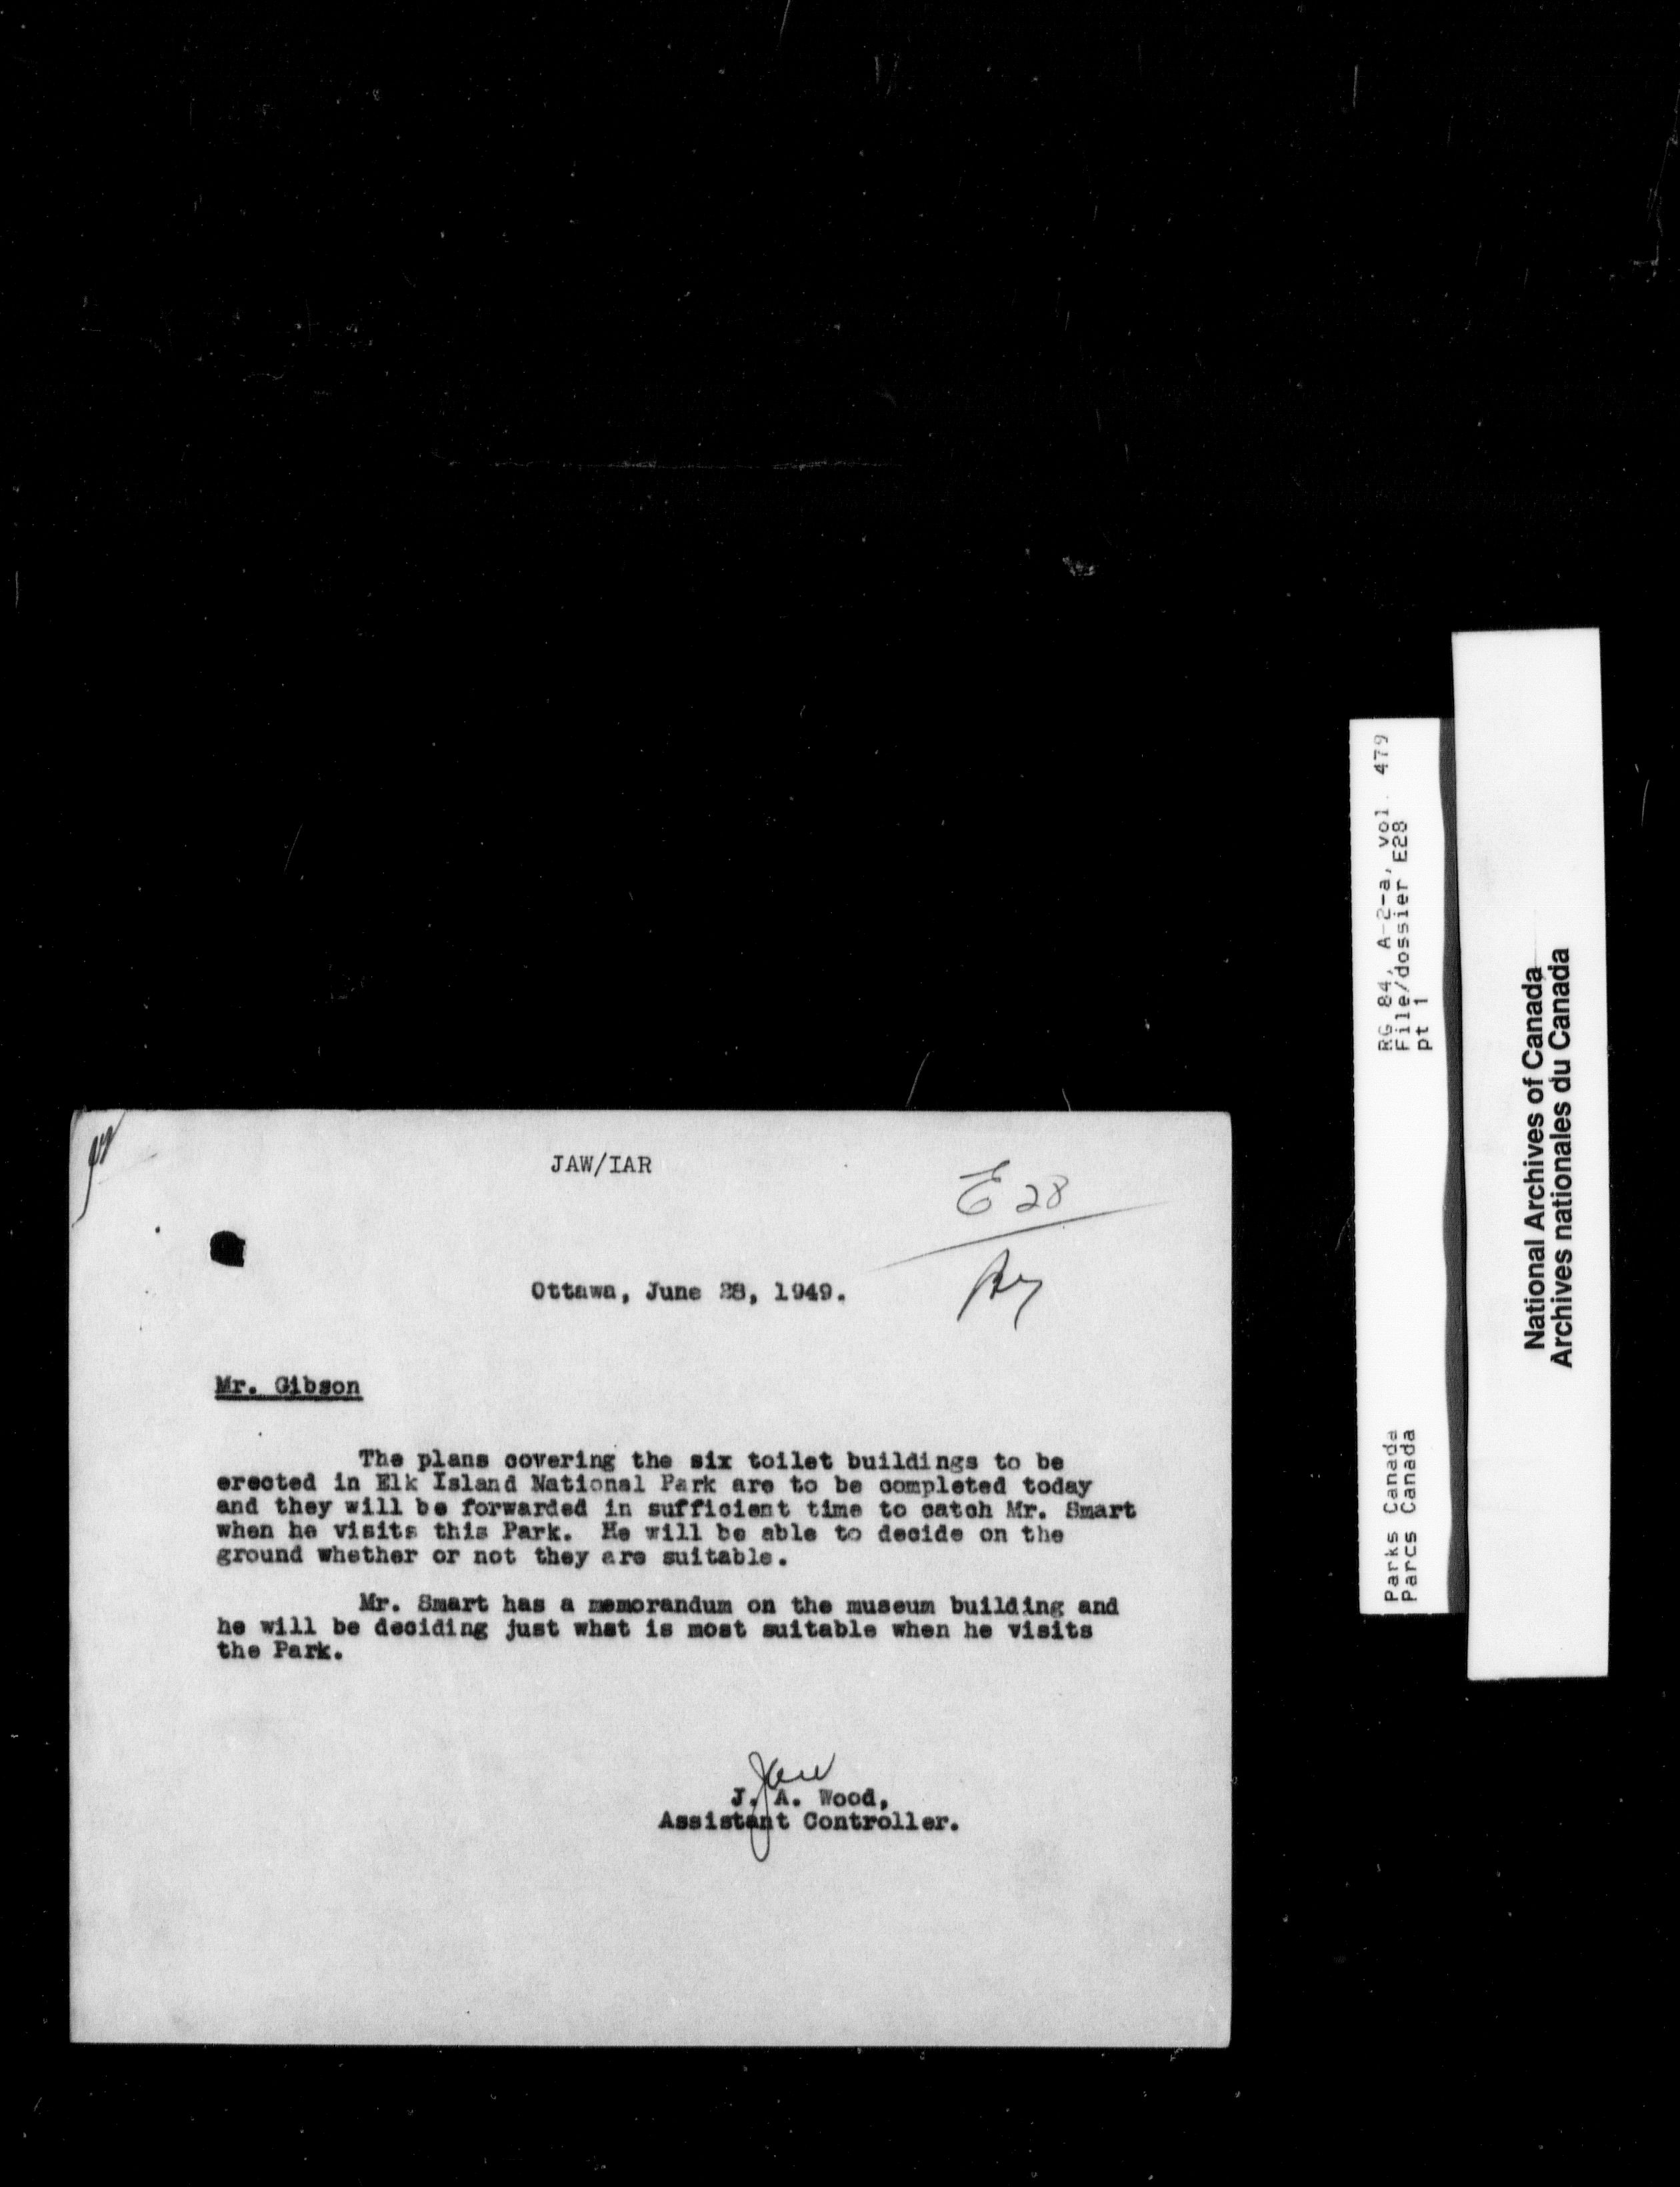 JAW/IAR
E 28
Ottawa, June 28, 1949.
Mr. Gibson
The plans covering the six toilet buildings to be
erected in Elk Island National Park are to be completed today
and they will be forwarded in sufficient time to catch Mr. Smart
when he visits this Park. He will be able to decide on the
ground whether or not they are suitable.
Mr. Smart has a memorandum on the museum building and
he will be deciding just what is most suitable when he visits
the Park.
JAW
J. A. Wood,
Assistant Controller.
RG 84, A-2-a, vol. 479
File/dossier E28
pt 1
Parks Canada
Parcs Canada
National Archives of Canada
Archives nationales du Canada